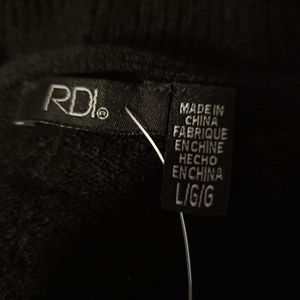 RDI®
MADE IN
CHINA
FABRIQUE
EN CHINE
HECHO
EN CHINA
L/G/G